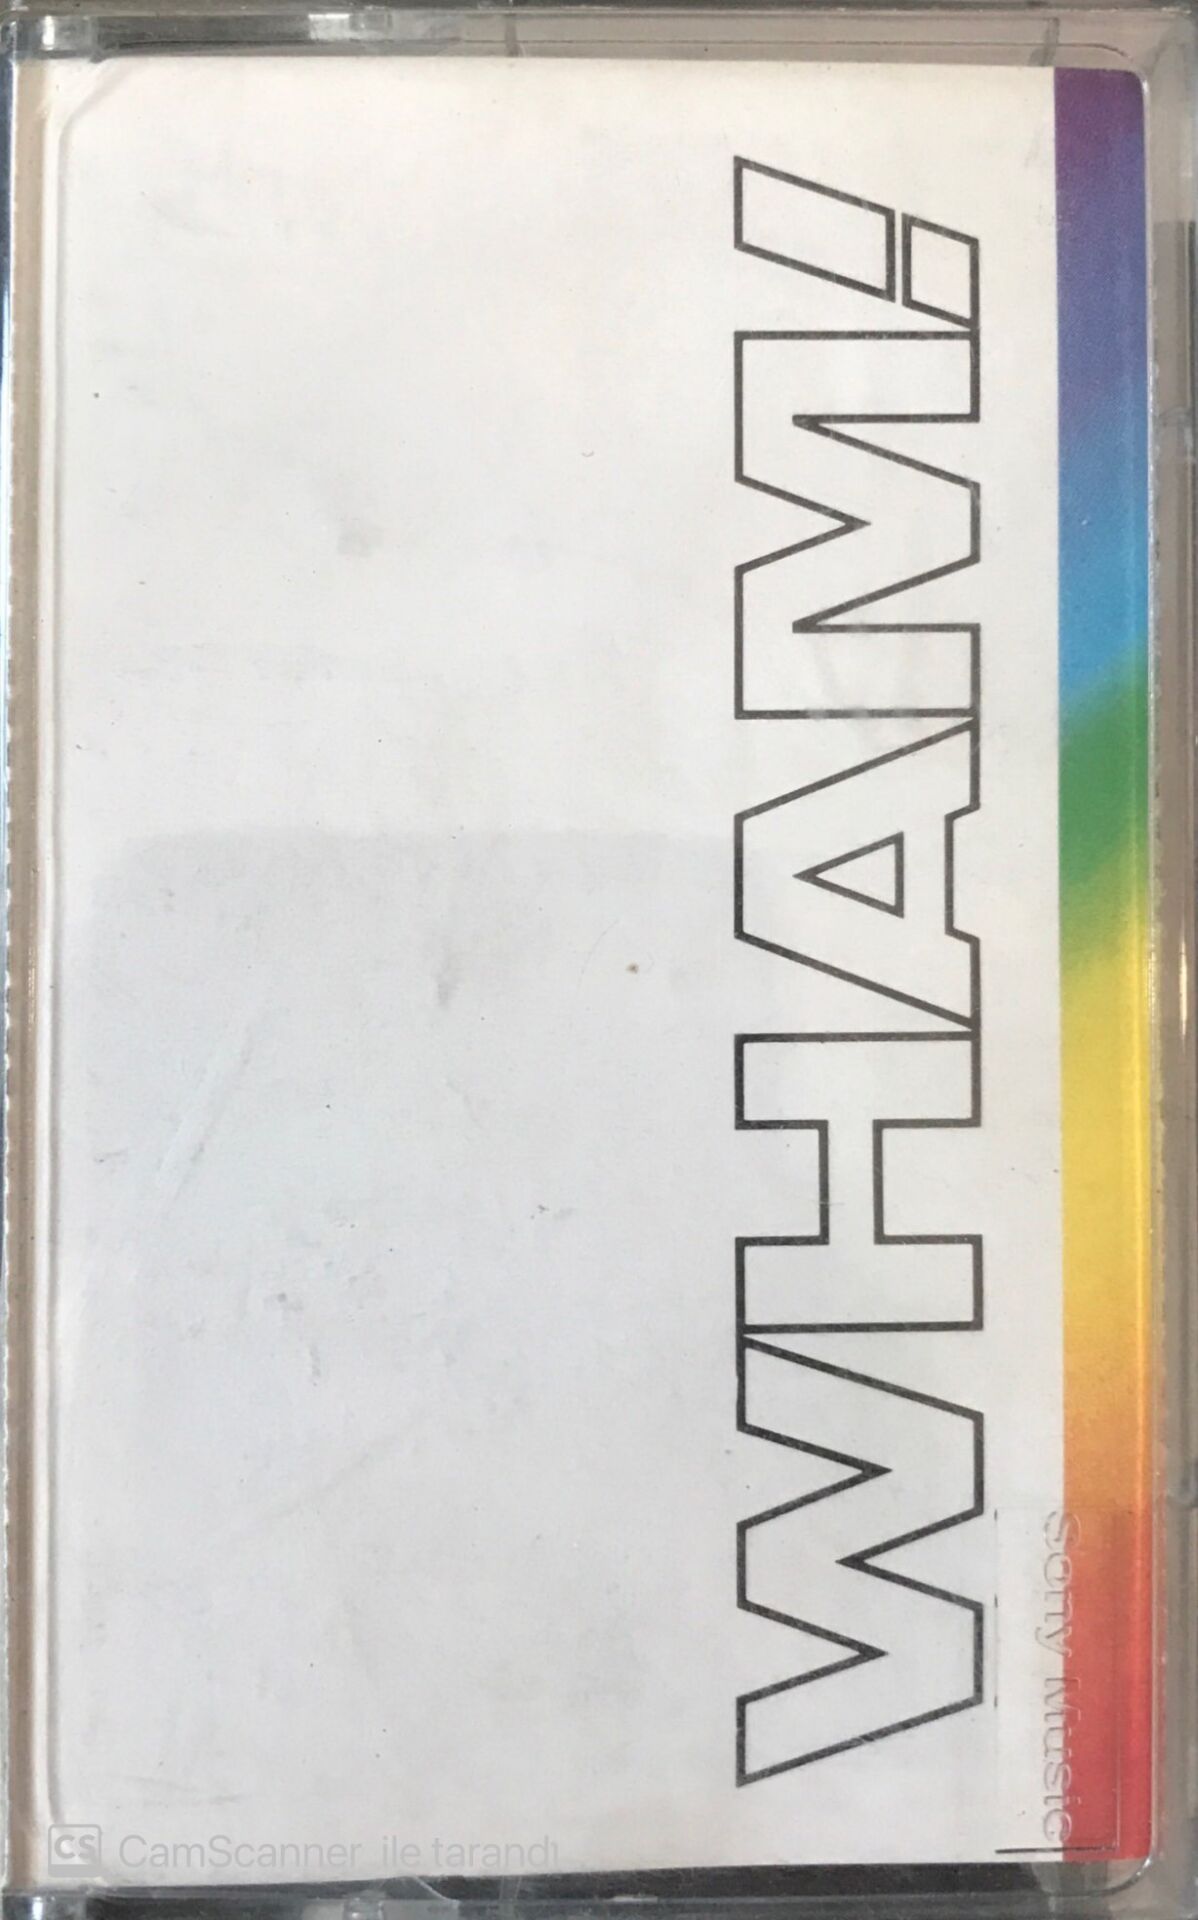 WHAM!
Sony Music
CS CamScanner ile tarandı